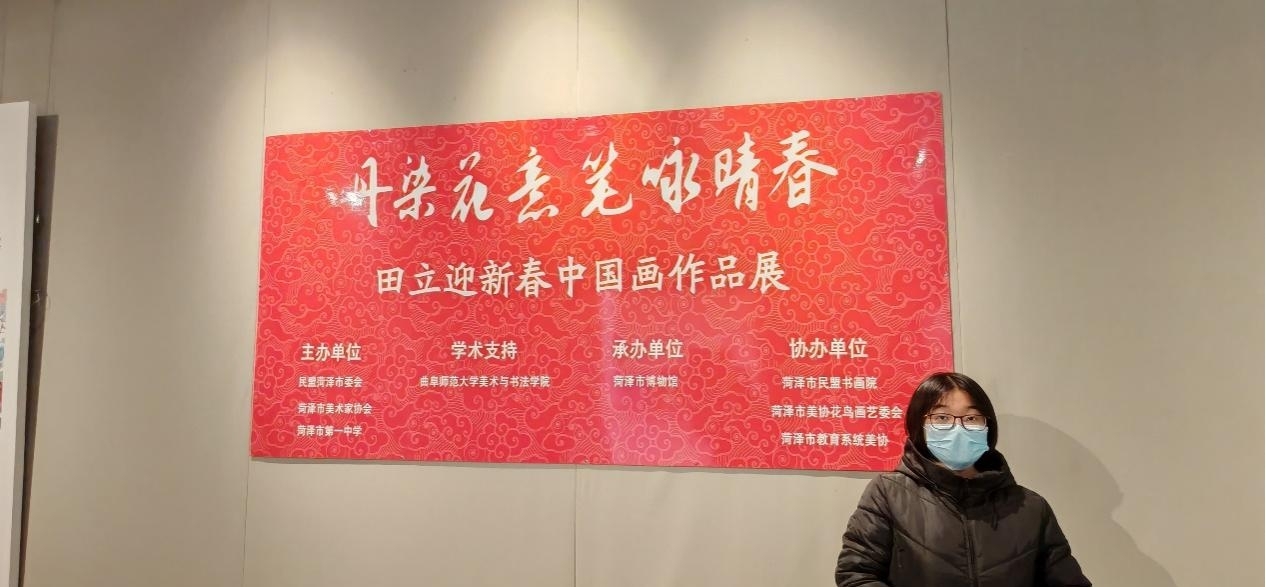 丹染花意笔咏晴春
田立迎新春中国画作品展
主办单位
民盟菏泽市委会
菏泽市美术家协会
菏泽市第一中学
学术支持
曲阜师范大学美术与书法学院
承办单位
菏泽市博物馆
协办单位
菏泽市民盟书画院
菏泽市美协花鸟画艺委会
菏泽市教育系统美协